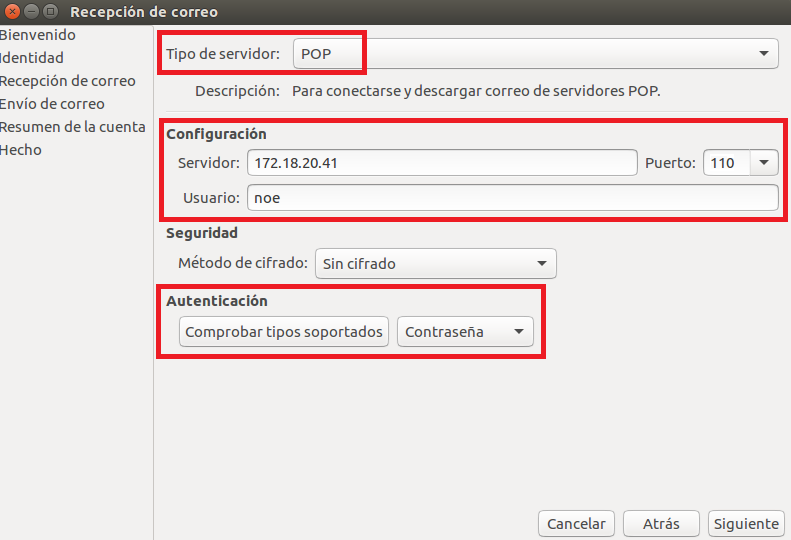 Recepción de correo
Bienvenido
Identidad
Recepción de correo
Envío de correo
Resumen de la cuenta
Hecho
Tipo de servidor: POP
Descripción: Para conectarse y descargar correo de servidores POP.
Configuración
Servidor: 172.18.20.41 Puerto: 110
Usuario: noe
Seguridad
Método de cifrado: Sin cifrado
Autenticación
Comprobar tipos soportados Contraseña
Cancelar Atrás Siguiente